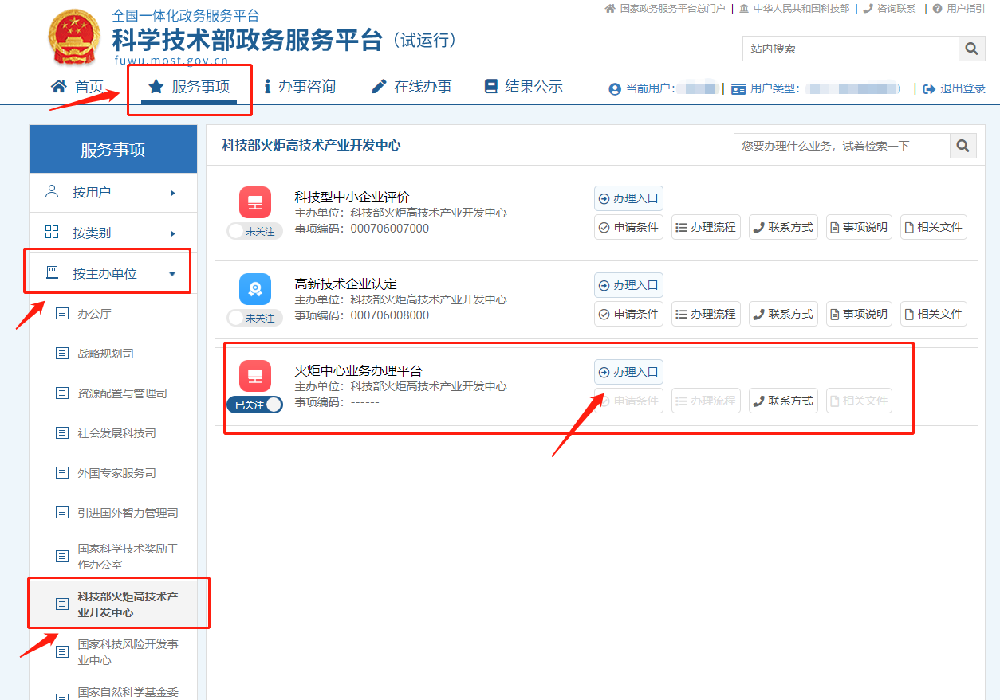 全国一体化政务服务平台
科学技术部政务服务平台（试运行）
fuwu.most.gov.cn
国家政务服务平台总门户 | 中华人民共和国科技部 | 咨询联系 | 用户指引
站内搜索
首页 服务事项 办事咨询 在线办事 结果公示
当前用户： | 用户类型： | 退出登录
服务事项
按用户
按类别
按主办单位
办公厅
战略规划司
资源配置与管理司
社会发展科技司
外国专家服务司
引进国外智力管理司
国家科学技术奖励工
作办公室
科技部火炬高技术产
业开发中心
国家科技风险开发事
业中心
国家自然科学基金委
科技部火炬高技术产业开发中心
您要办理什么业务，试着检索一下
科技型中小企业评价
主办单位：科技部火炬高技术产业开发中心
事项编码：000706007000
未关注
办理入口
申请条件 办理流程 联系方式 事项说明 相关文件
高新技术企业认定
主办单位：科技部火炬高技术产业开发中心
事项编码：000706008000
未关注
办理入口
申请条件 办理流程 联系方式 事项说明 相关文件
火炬中心业务办理平台
主办单位：科技部火炬高技术产业开发中心
事项编码：------
已关注
办理入口
申请条件 办理流程 联系方式 相关文件